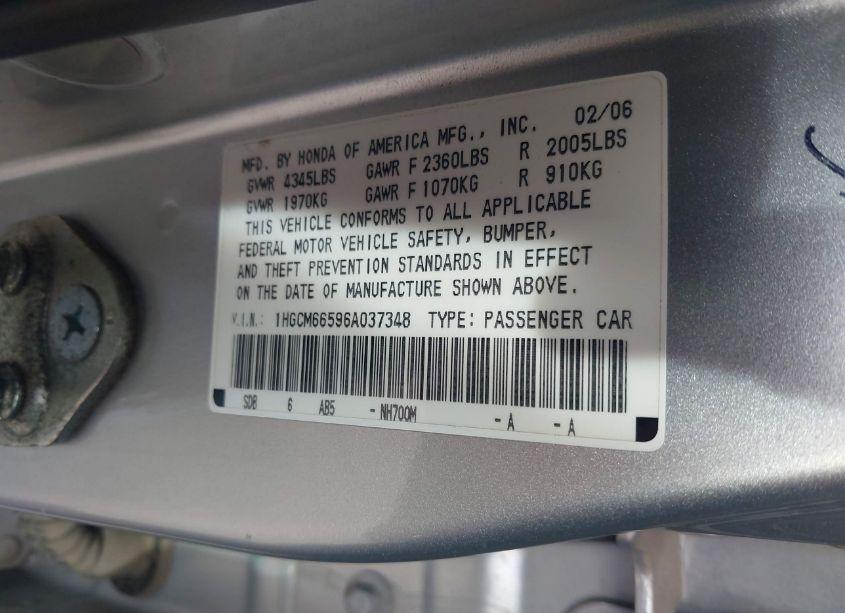 MFD. BY HONDA OF AMERICA MFG., INC. 02/06
GVWR 4345LBS GAWR F 2360LBS R 2005LBS
GVWR 1970KG GAWR F 1070KG R 910KG
THIS VEHICLE CONFORMS TO ALL APPLICABLE
FEDERAL MOTOR VEHICLE SAFETY, BUMPER,
AND THEFT PREVENTION STANDARDS IN EFFECT
ON THE DATE OF MANUFACTURE SHOWN ABOVE.
V.I.N.: 1HGCM66596A037348 TYPE: PASSENGER CAR
SDB 6 AB5 -NH700M -A -A